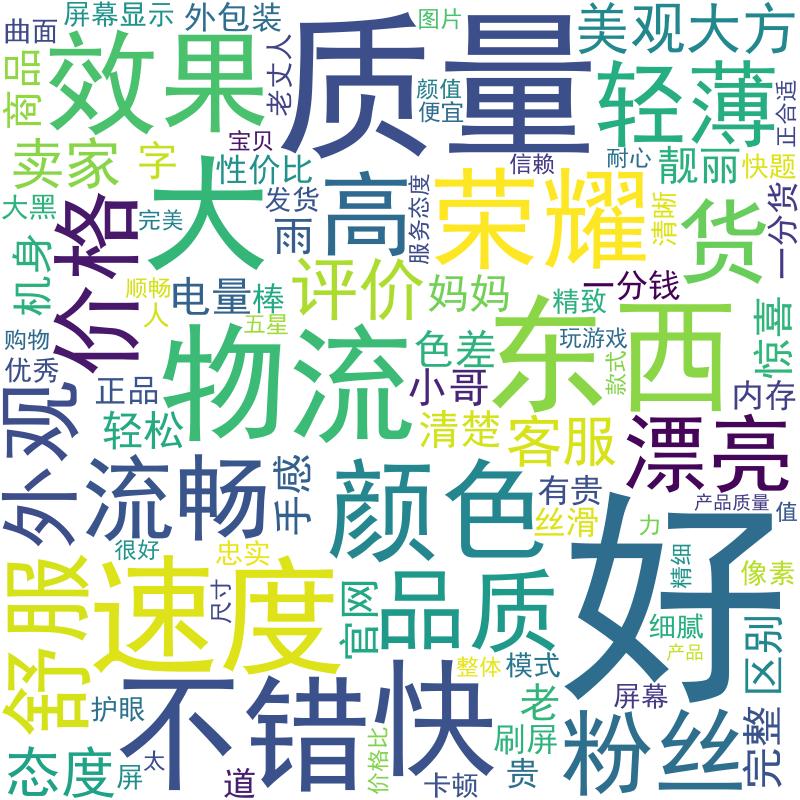 曲面
屏幕显示
外包装
图片
美观大方
效果
老丈人
质量
颜值
便宜
商品
轻薄
正合适
卖家
字
宝贝
性价比
信赖
耐心
靓丽
快题
大黑
完美
大
发货
高
服务态度
荣耀
清晰
货
一分货
价格
雨
机身
顺畅
人
电量
棒
评价
妈妈
一分钱
精致
惊喜
购物
五星
物流
东西
玩游戏
优秀
色差
款式
外观
正品
小哥
内存
轻松
清楚
客服
漂亮
流畅
手感
颜色
有贵
产品质量
值
丝滑
力
很好
忠实
好
舒服
速度
尺寸
官网
品质
精细
像素
细腻
产品
区别
不错
快
整体
模式
屏幕
护眼
老
粉丝
完整
刷屏
态度
屏
太
道
价格比
卡顿
贵